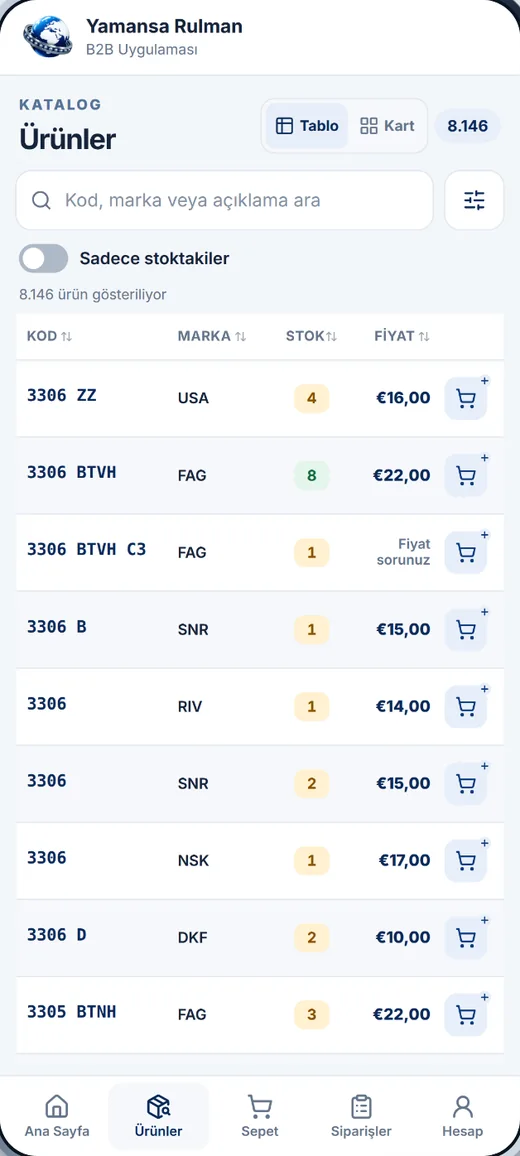 Yamansa Rulman
B2B Uygulaması
KATALOG
Ürünler
Tablo
Kart
8.146
Kod, marka veya açıklama ara
Sadece stoktakiler
8.146 ürün gösteriliyor
KOD MARKA STOK FİYAT
3306 ZZ USA 4 €16,00 +
3306 BTVH FAG 8 €22,00 +
3306 BTVH C3 FAG 1 Fiyat sorunuz +
3306 B SNR 1 €15,00 +
3306 RIV 1 €14,00 +
3306 SNR 2 €15,00 +
3306 NSK 1 €17,00 +
3306 D DKF 2 €10,00 +
3305 BTNH FAG 3 €22,00 +
Ana Sayfa Ürünler Sepet Siparişler Hesap